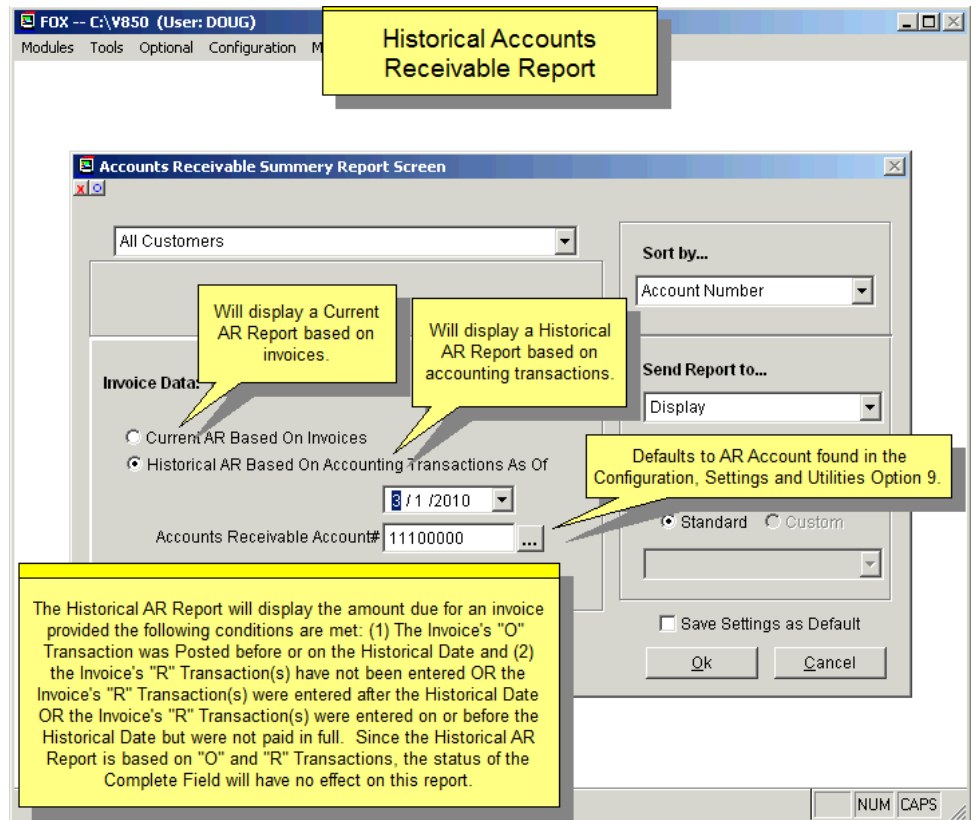 FOX -- C:\V850 (User: DOUG)
Modules Tools Optional Configuration M
Historical Accounts
Receivable Report
Accounts Receivable Summery Report Screen
All Customers
Sort by...
Account Number
Will display a Current
AR Report based on
invoices.
Will display a Historical
AR Report based on
accounting transactions.
Invoice Data:
Send Report to...
Display
Current AR Based On Invoices
Historical AR Based On Accounting Transactions As Of
3 / 1 /2010
Defaults to AR Account found in the
Configuration, Settings and Utilities Option 9.
Accounts Receivable Account# 11100000 ...
Standard Custom
The Historical AR Report will display the amount due for an invoice
provided the following conditions are met: (1) The Invoice's "O"
Transaction was Posted before or on the Historical Date and (2)
the Invoice's "R" Transaction(s) have not been entered OR the
Invoice's "R" Transaction(s) were entered after the Historical Date
OR the Invoice's "R" Transaction(s) were entered on or before the
Historical Date but were not paid in full. Since the Historical AR
Report is based on "O" and "R" Transactions, the status of the
Complete Field will have no effect on this report.
Save Settings as Default
Ok Cancel
NUM CAPS